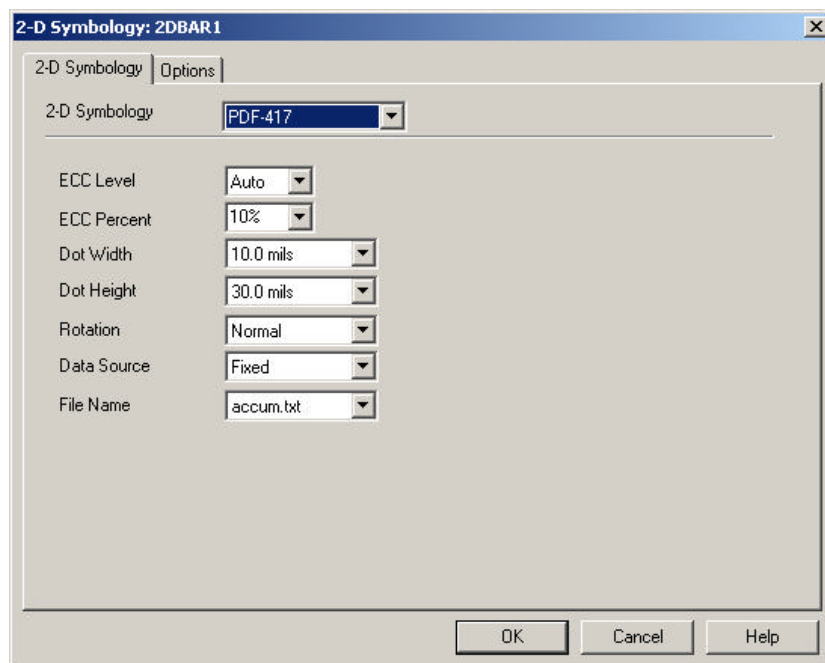 2-D Symbology: 2DBAR1
2-D Symbology Options
2-D Symbology PDF-417
ECC Level Auto
ECC Percent 10%
Dot Width 10.0 mils
Dot Height 30.0 mils
Rotation Normal
Data Source Fixed
File Name accum.txt
OK Cancel Help